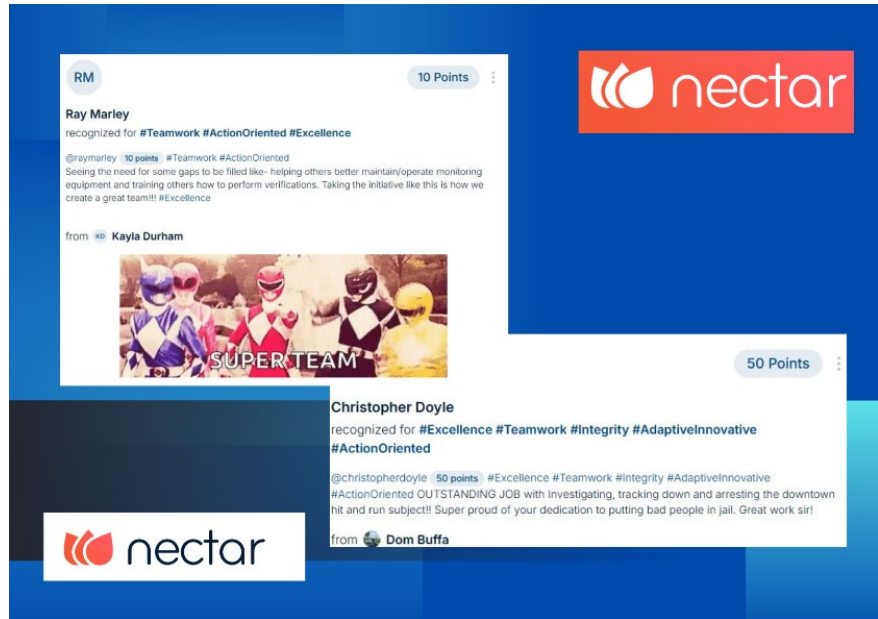 RM
10 Points
Ray Marley
recognized for #Teamwork #ActionOriented #Excellence
@raymarley 10 points #Teamwork #ActionOriented
Seeing the need for some gaps to be filled like- helping others better maintain/operate monitoring
equipment and training others how to perform verifications. Taking the initiative like this is how we
create a great team!!! #Excellence
from KD Kayla Durham
SUPER TEAM
nectar
50 Points
Christopher Doyle
recognized for #Excellence #Teamwork #Integrity #AdaptiveInnovative
#ActionOriented
@christopherdoyle 50 points #Excellence #Teamwork #Integrity #AdaptiveInnovative
#ActionOriented OUTSTANDING JOB with Investigating, tracking down and arresting the downtown
hit and run subject!! Super proud of your dedication to putting bad people in jail. Great work sir!
from Dom Buffa
nectar